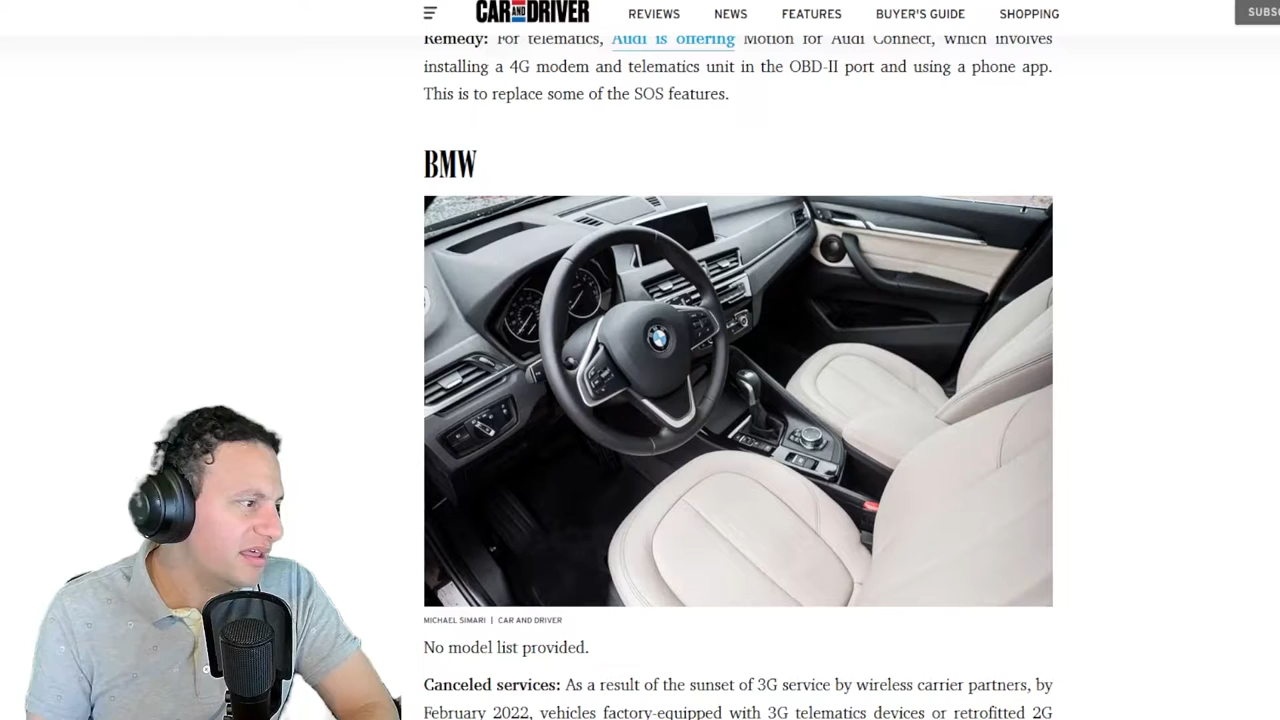 CAR AND DRIVER
REVIEWS NEWS FEATURES BUYER'S GUIDE SHOPPING
SUBSC
Remedy: For telematics, Audi is offering Motion for Audi Connect, which involves
installing a 4G modem and telematics unit in the OBD-II port and using a phone app.
This is to replace some of the SOS features.
BMW
MICHAEL SIMARI | CAR AND DRIVER
No model list provided.
Canceled services: As a result of the sunset of 3G service by wireless carrier partners, by
February 2022, vehicles factory-equipped with 3G telematics devices or retrofitted 2G